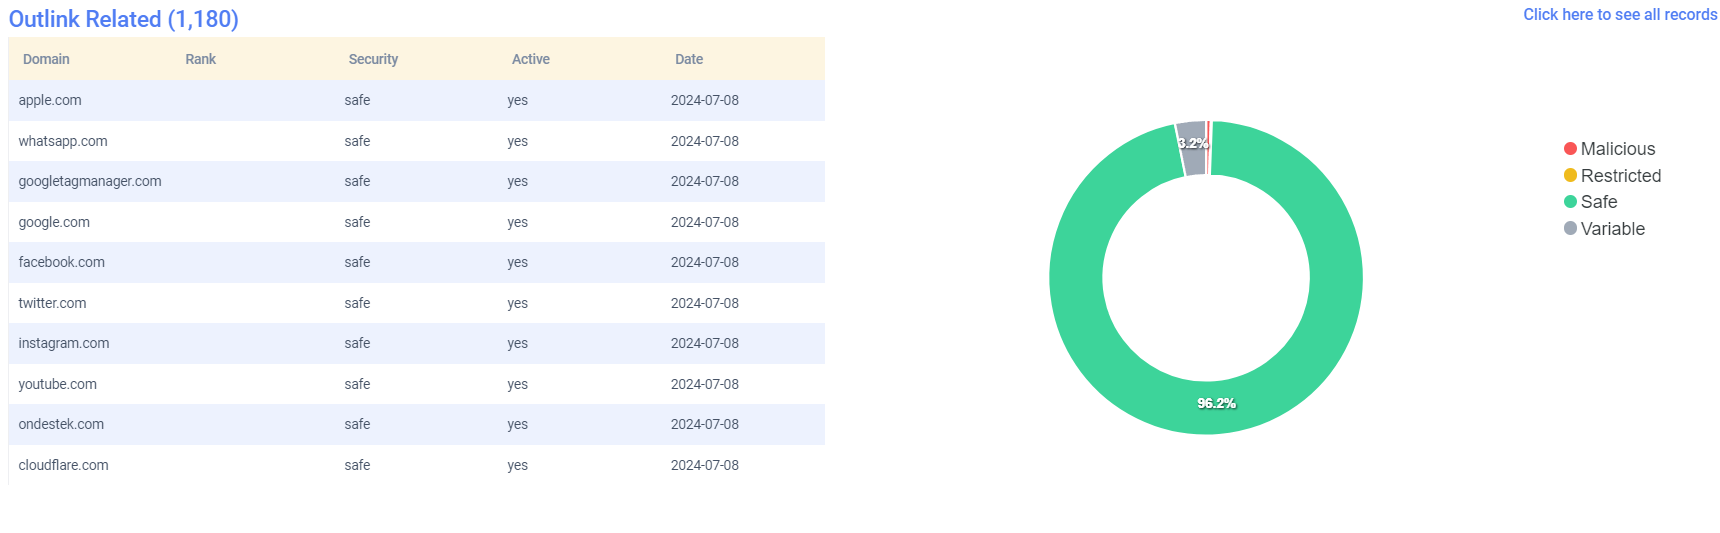 Outlink Related (1,180)
Click here to see all records
Domain Rank Security Active Date
apple.com safe yes 2024-07-08
whatsapp.com safe yes 2024-07-08
googletagmanager.com safe yes 2024-07-08
google.com safe yes 2024-07-08
facebook.com safe yes 2024-07-08
twitter.com safe yes 2024-07-08
instagram.com safe yes 2024-07-08
youtube.com safe yes 2024-07-08
ondestek.com safe yes 2024-07-08
cloudflare.com safe yes 2024-07-08
3.2%
96.2%
Malicious
Restricted
Safe
Variable